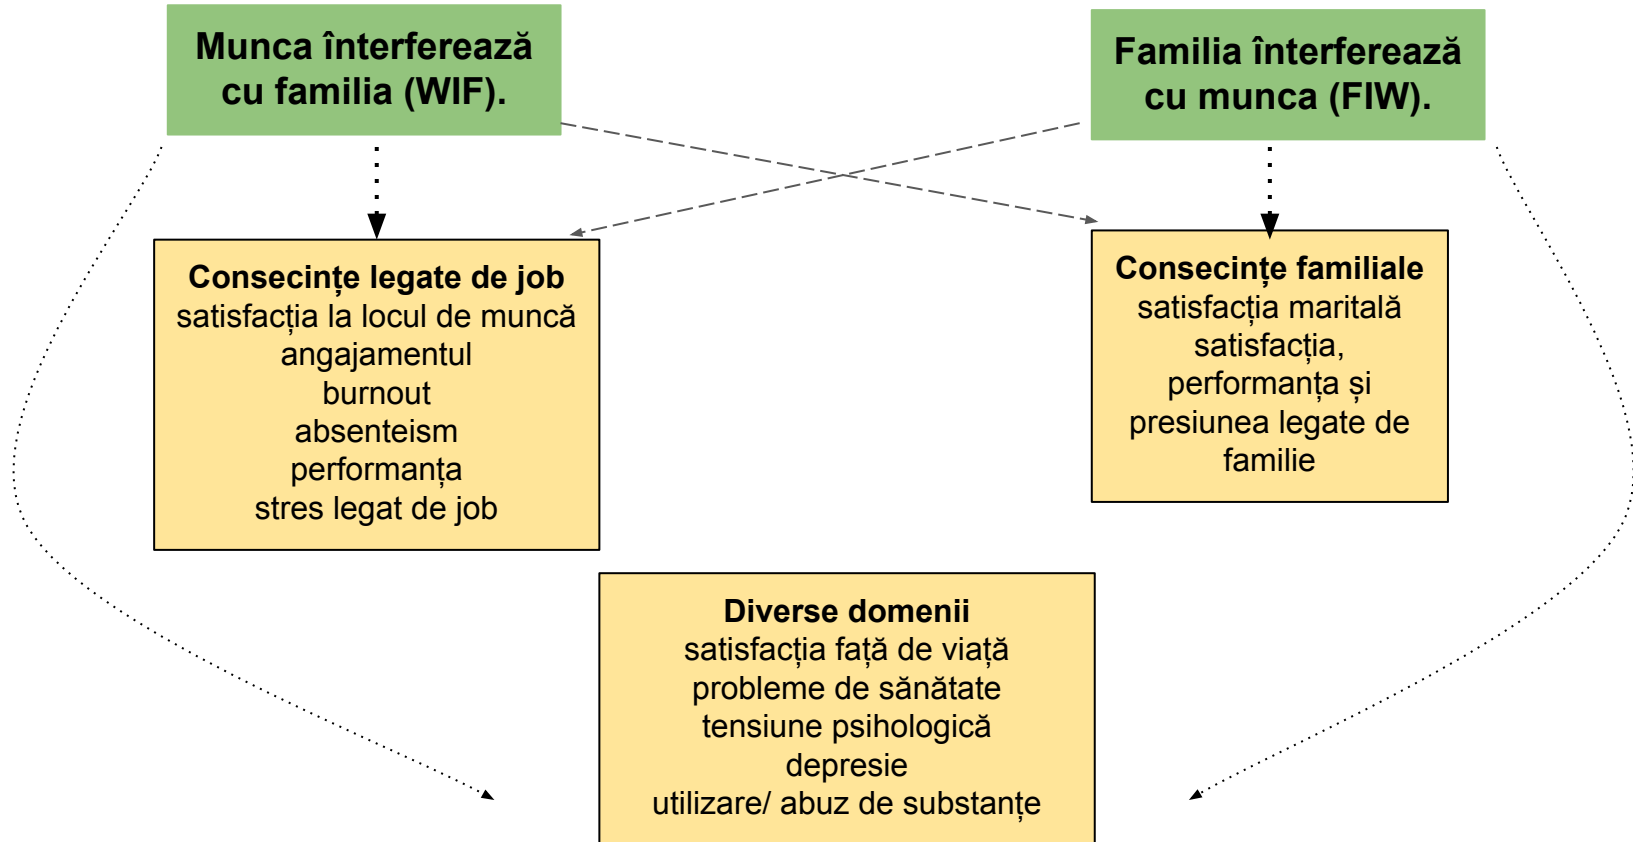 Munca înterferează
cu familia (WIF).
Familia înterferează
cu munca (FIW).
Consecințe legate de job
satisfacția la locul de muncă
angajamentul
burnout
absenteism
performanța
stres legat de job
Consecințe familiale
satisfacția maritală
satisfacția,
performanța și
presiunea legate de
familie
Diverse domenii
satisfacția față de viață
probleme de sănătate
tensiune psihologică
depresie
utilizare/ abuz de substanțe